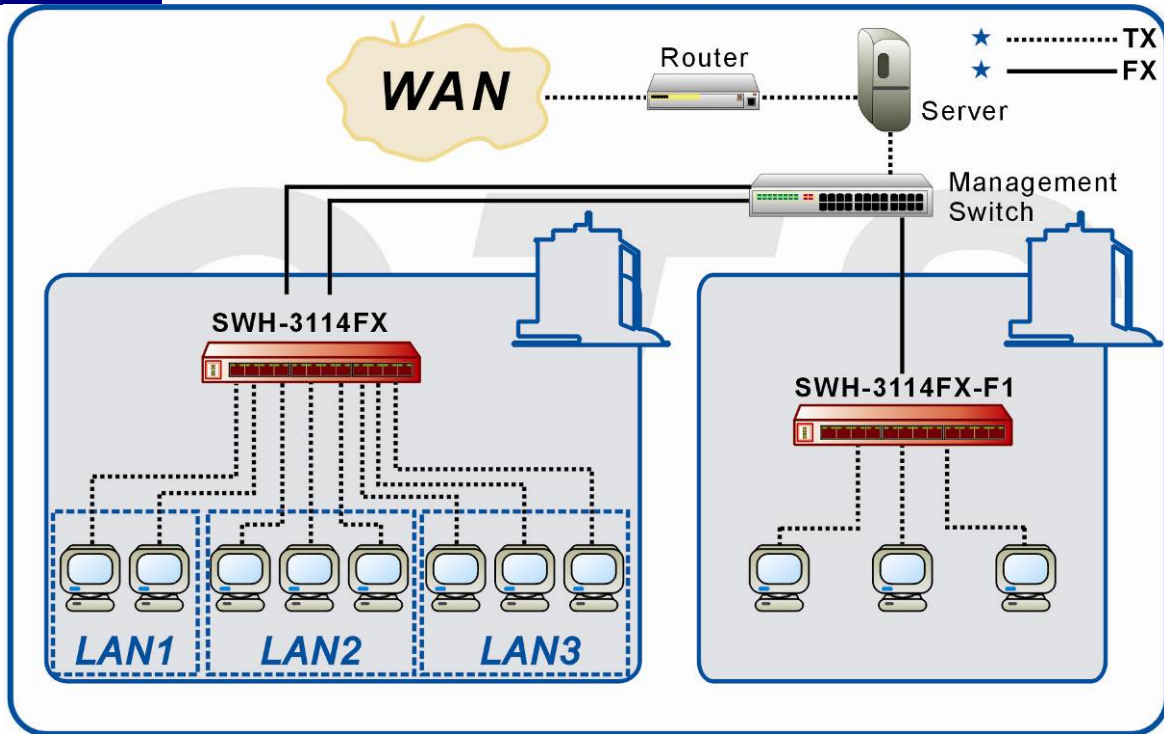 WAN
Router
Server
TX
FX
Management
Switch
SWH-3114FX
SWH-3114FX-F1
LAN1
LAN2
LAN3